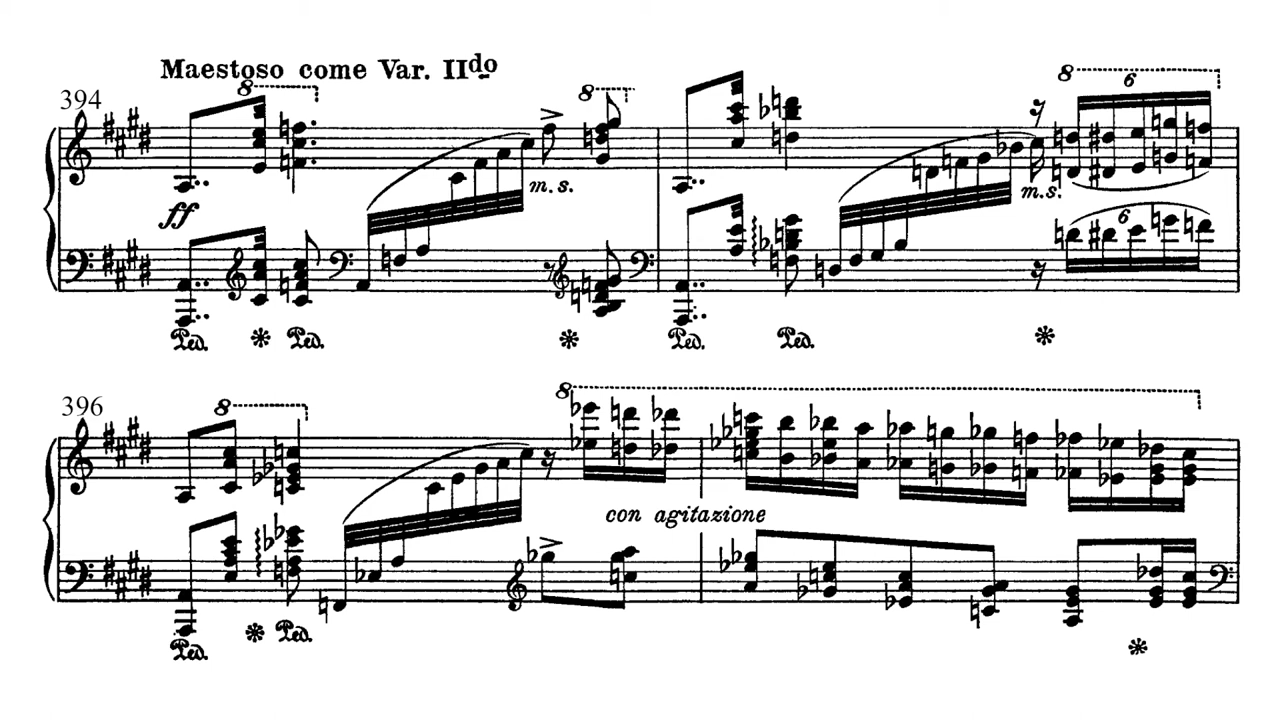 Maestoso come Var. IIdo
394
8
8
8
6
ff
m. s.
m. s.
6
Ped.
Ped.
Ped.
Ped.
396
8
8
con agitazione
Ped.
Ped.